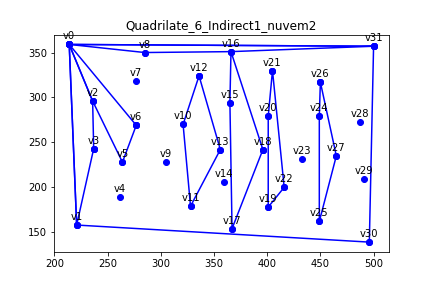 Quadrilate_6_Indirect1_nuvem2
v0
v31
v8
v16
350
v7
v12
v21
v26
300
v2
v15
v20
v24
v28
v6
v10
250
v3
v13
v18
v27
v5
v9
v23
200
v14
v22
v29
v4
v11
v19
v1
v17
v25
150
v30
200
250
300
350
400
450
500